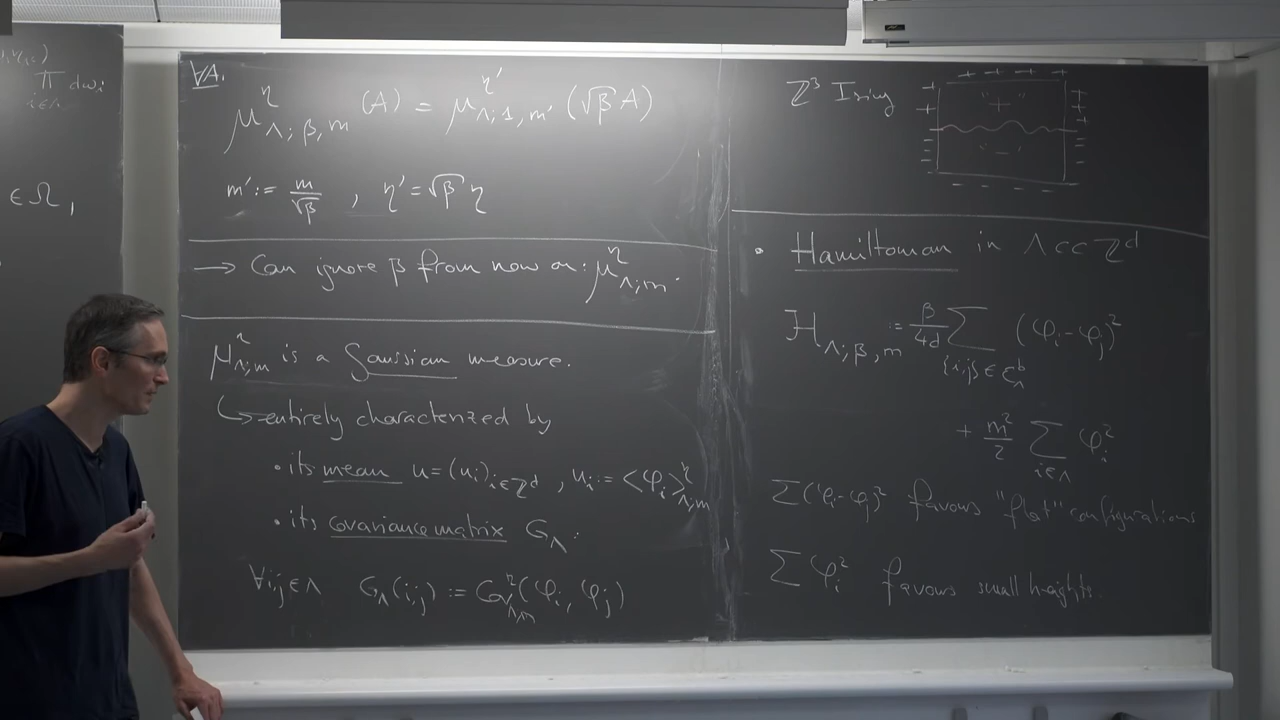 ∏ dω_i
i∈Λ
∈ Ω,
∀A.
μ^η_{Λ;β,m} (A) = μ^{η'}_{Λ;1,m'} (√β A)
m' := m/√β , η' = √β η
→ Can ignore β from now on: μ^η_{Λ;m}.
μ^η_{Λ;m} is a Gaussian measure.
↳ entirely characterized by
• its mean u = (u_i)_{i∈ℤ^d} , u_i := <φ_i>^η_{Λ;m}
• its covariance matrix G_Λ :
∀i,j∈Λ G_Λ(i,j) := Cov^η_{Λ;m}(φ_i, φ_j)
ℤ^3 Ising
+ + + +
"+"
"−"
− − − −
• Hamiltonian in Λ⊂⊂ℤ^d
H_{Λ;β,m} := β/4d Σ_{{i,j}∈ℰ^b_Λ} (φ_i-φ_j)^2
+ m^2/2 Σ_{i∈Λ} φ_i^2
Σ(φ_i-φ_j)^2 favours "flat" configurations
Σφ_i^2 favours small heights.